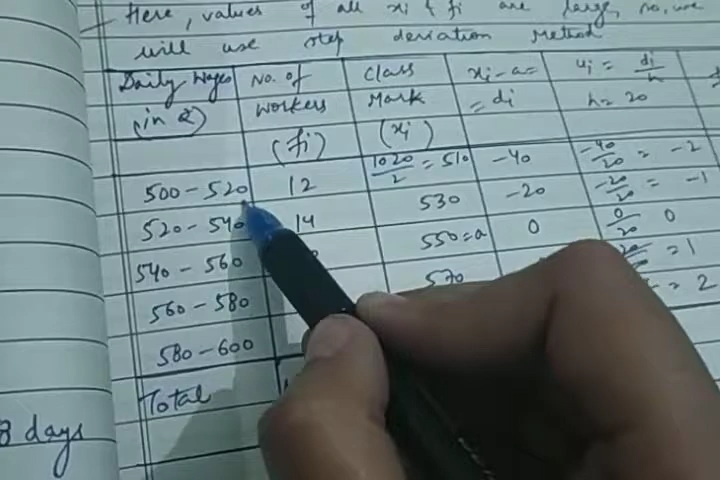 Here, values of all xi & fi are large, so, we
will use step deviation Method
Daily Wages (in ₹) No. of Workers (fi) Class Mark (xi) xi - a = = di ui = di/h h = 20
500 - 520 12 1020/2 = 510 -40 -40/20 = -2
520 - 540 14 530 -20 -20/20 = -1
540 - 560 550 = a 0 0/20 0
560 - 580 570 20/20 = 1
580 - 600 = 2
Total
8 days